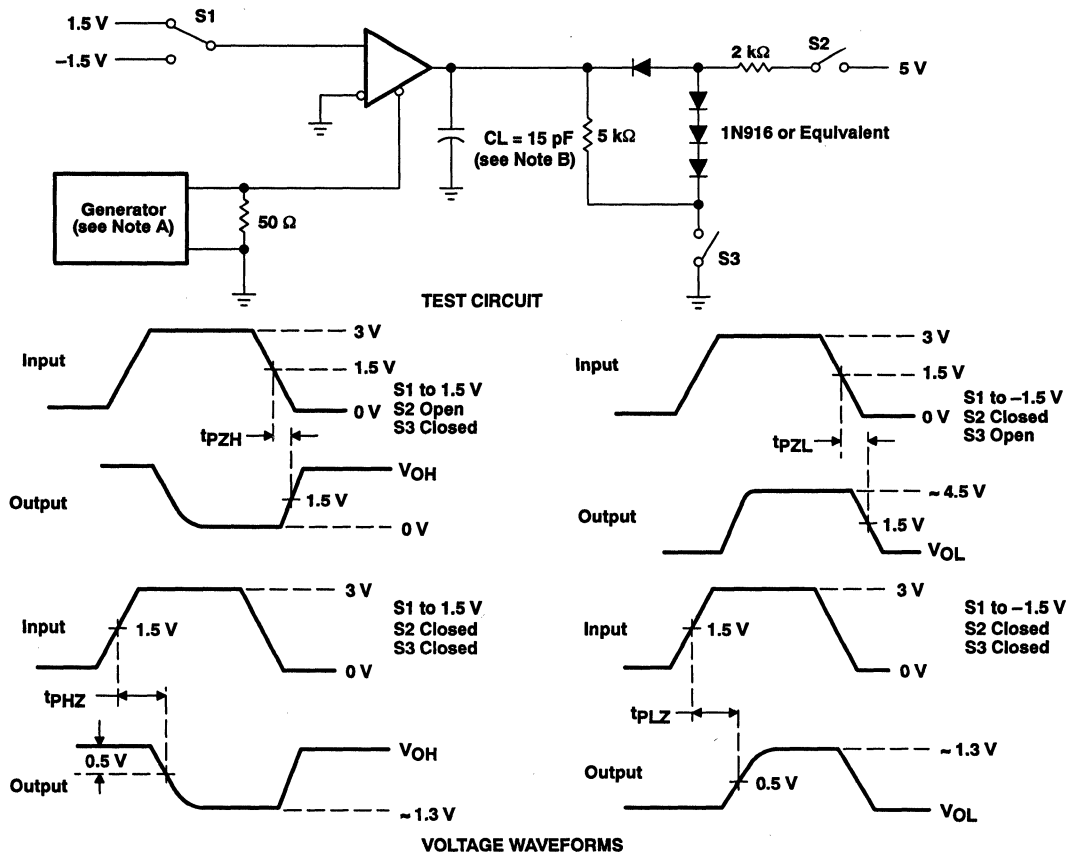 1.5 V
S1
–1.5 V
2 kΩ
S2
5 V
CL = 15 pF
(see Note B)
5 kΩ
1N916 or Equivalent
Generator
(see Note A)
50 Ω
S3
TEST CIRCUIT
Input
3 V
1.5 V
0 V
S1 to 1.5 V
S2 Open
S3 Closed
tPZH
Output
VOH
1.5 V
0 V
Input
3 V
1.5 V
0 V
S1 to –1.5 V
S2 Closed
S3 Open
tPZL
Output
≈ 4.5 V
1.5 V
VOL
Input
3 V
1.5 V
0 V
S1 to 1.5 V
S2 Closed
S3 Closed
tPHZ
0.5 V
Output
VOH
≈ 1.3 V
Input
3 V
1.5 V
0 V
S1 to –1.5 V
S2 Closed
S3 Closed
tPLZ
Output
≈ 1.3 V
0.5 V
VOL
VOLTAGE WAVEFORMS